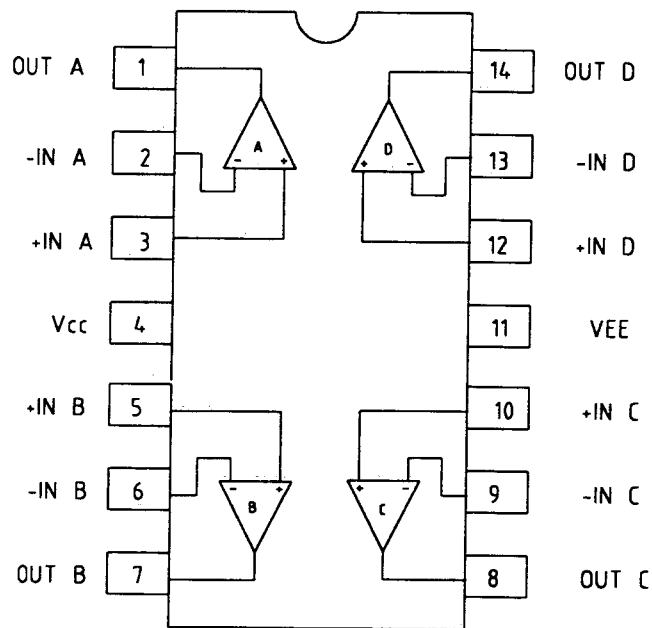 OUT A 1 14 OUT D
-IN A 2 A D 13 -IN D
- + + -
+IN A 3 12 +IN D
Vcc 4 11 VEE
+IN B 5 10 +IN C
- + + -
-IN B 6 B C 9 -IN C
OUT B 7 8 OUT C